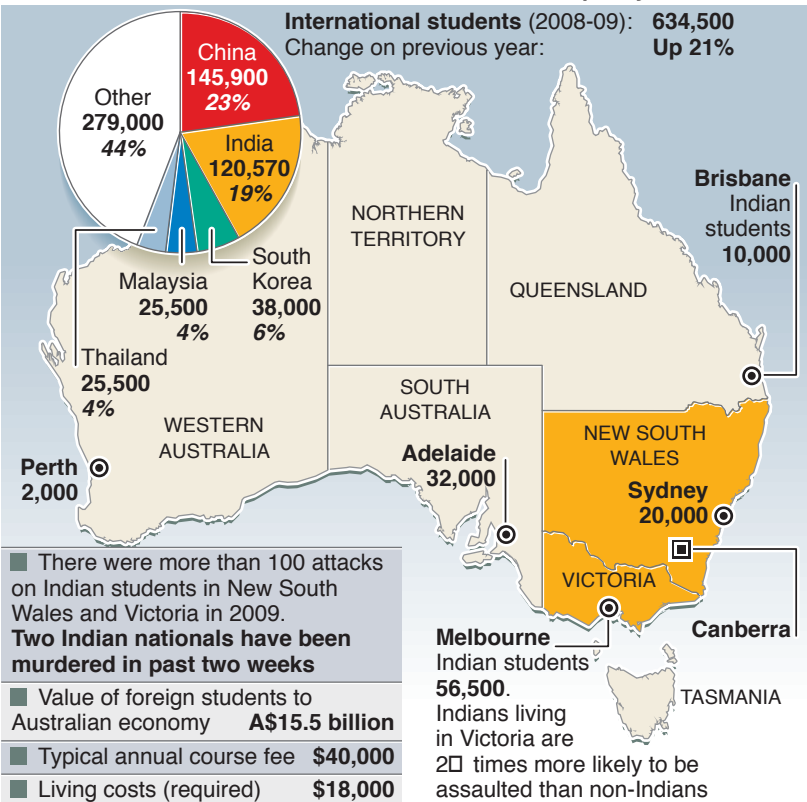 International students (2008-09): 634,500
Change on previous year: Up 21%
China
145,900
23%
Other
279,000
44%
India
120,570
19%
South
Korea
38,000
6%
Malaysia
25,500
4%
Thailand
25,500
4%
NORTHERN
TERRITORY
QUEENSLAND
Brisbane
Indian
students
10,000
WESTERN
AUSTRALIA
SOUTH
AUSTRALIA
Adelaide
32,000
Perth
2,000
NEW SOUTH
WALES
Sydney
20,000
VICTORIA
Canberra
Melbourne
Indian students
56,500.
Indians living
in Victoria are
2□ times more likely to be
assaulted than non-Indians
TASMANIA
There were more than 100 attacks
on Indian students in New South
Wales and Victoria in 2009.
Two Indian nationals have been
murdered in past two weeks
Value of foreign students to
Australian economy A$15.5 billion
Typical annual course fee $40,000
Living costs (required) $18,000